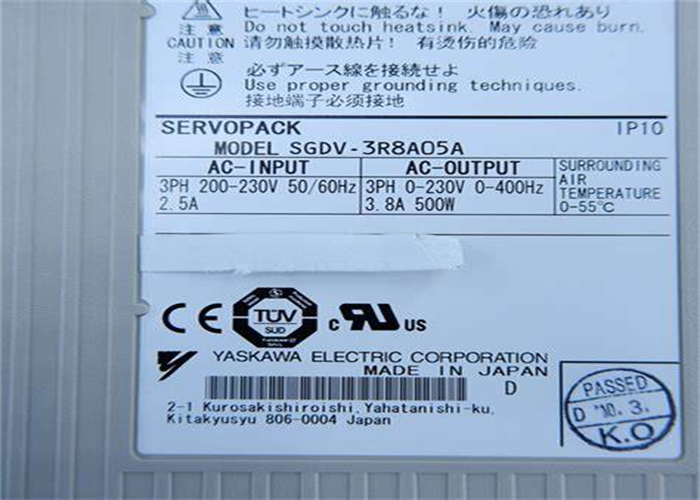 ヒートシンクに触るな! 火傷の恐れあり
注意 Do not touch heatsink. May cause burn.
CAUTION 请勿触摸散热片! 有烫伤的危险
注意
必ずアース線を接続せよ
Use proper grounding techniques.
接地端子必须接地
SERVOPACK IP10
MODEL SGDV-3R8A05A
AC-INPUT AC-OUTPUT SURROUNDING
AIR
TEMPERATURE
0-55℃
3PH 200-230V 50/60Hz 3PH 0-230V 0-400Hz
2.5A 3.8A 500W
CE TÜV SUD c RU US
YASKAWA ELECTRIC CORPORATION
MADE IN JAPAN
D
2-1 Kurosakishiroishi, Yahatanishi-ku,
Kitakyusyu 806-0004 Japan
PASSED
D '10. 3.
K.O